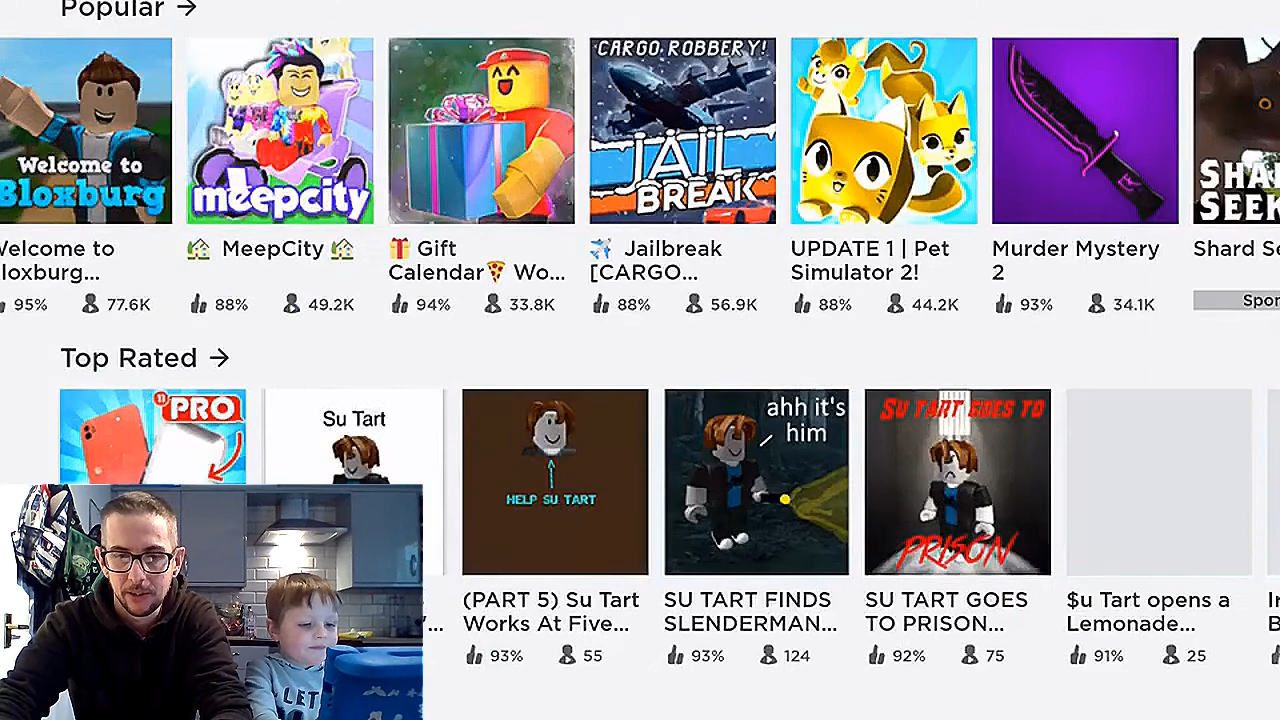 Popular →
CARGO ROBBERY!
Welcome to
Bloxburg
meepcity
JAIL
BREAK
Welcome to
loxburg...
MeepCity
Gift
Calendar Wo...
Jailbreak
[CARGO...
UPDATE 1 | Pet
Simulator 2!
Murder Mystery
2
Shard
95% 77.6K
88% 49.2K
94% 33.8K
88% 56.9K
88% 44.2K
93% 34.1K
Top Rated →
11 PRO
Su Tart
HELP SU TART
ahh it's
him
SU TART GOES TO
PRISON
(PART 5) Su Tart
Works At Five...
SU TART FINDS
SLENDERMAN...
SU TART GOES
TO PRISON...
$u Tart opens a
Lemonade...
93% 55
93% 124
92% 75
91% 25
LET